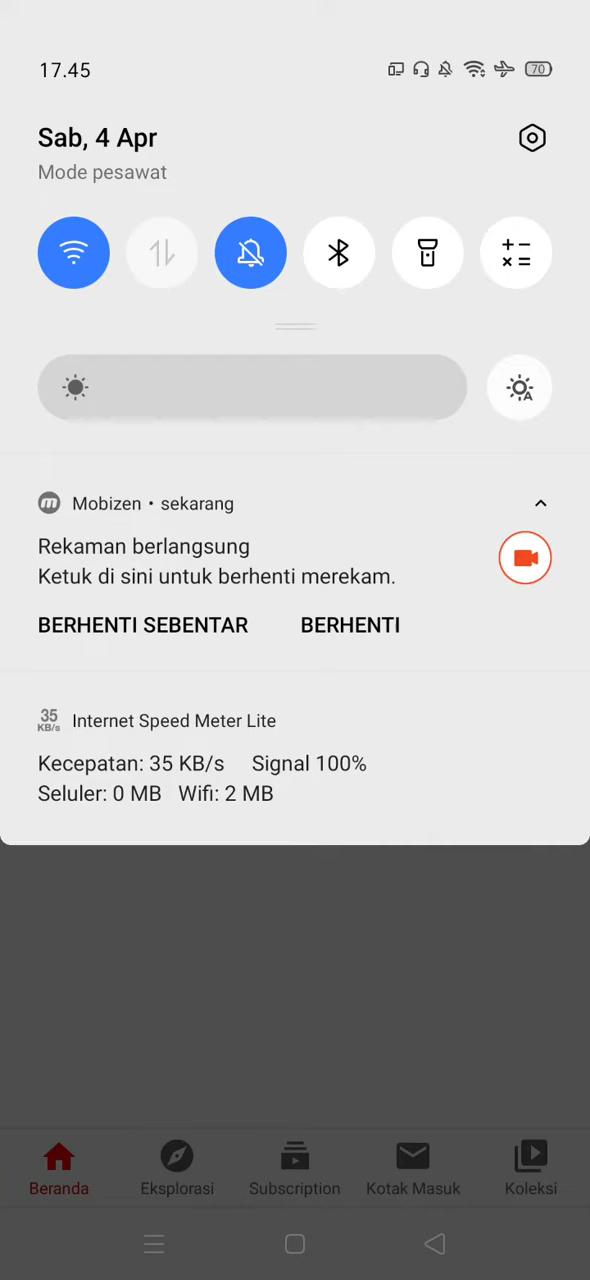 17.45
70
Sab, 4 Apr
Mode pesawat
A
m Mobizen • sekarang
Rekaman berlangsung
Ketuk di sini untuk berhenti merekam.
BERHENTI SEBENTAR BERHENTI
35
KB/s
Internet Speed Meter Lite
Kecepatan: 35 KB/s Signal 100%
Seluler: 0 MB Wifi: 2 MB
Beranda Eksplorasi Subscription Kotak Masuk Koleksi